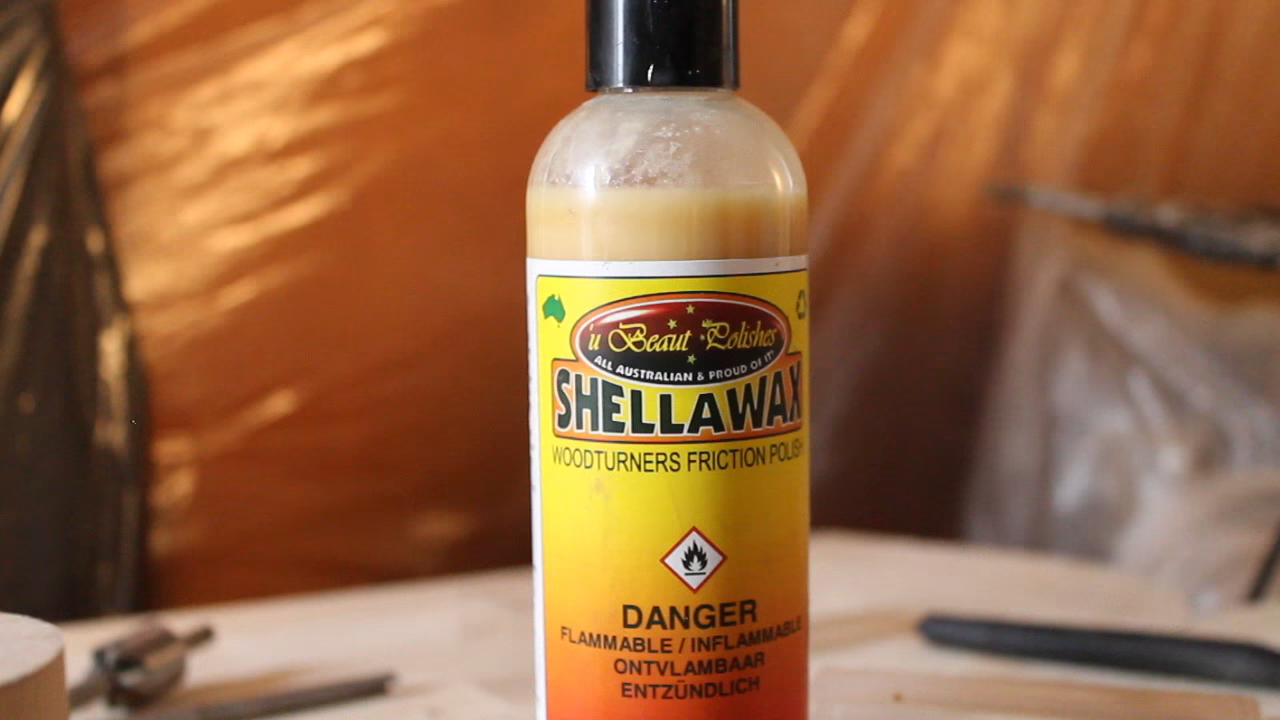 'u Beaut Polishes
ALL AUSTRALIAN & PROUD OF IT!
SHELLAWAX
WOODTURNERS FRICTION POLISH
DANGER
FLAMMABLE / INFLAMMABLE
ONTVLAMBAAR
ENTZÜNDLICH